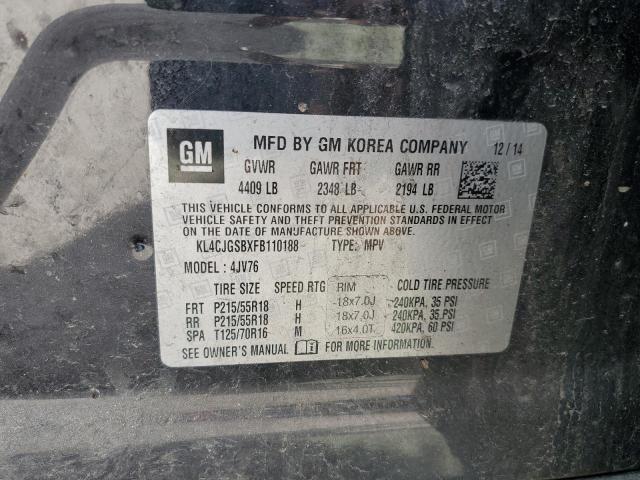 GM MFD BY GM KOREA COMPANY 12/14
GVWR GAWR FRT GAWR RR
4409 LB 2348 LB 2194 LB
THIS VEHICLE CONFORMS TO ALL APPLICABLE U.S. FEDERAL MOTOR
VEHICLE SAFETY AND THEFT PREVENTION STANDARDS IN EFFECT
ON THE DATE OF MANUFACTURE SHOWN ABOVE.
KL4CJGSBXFB110188 TYPE: MPV
MODEL: 4JV76
TIRE SIZE SPEED RTG RIM COLD TIRE PRESSURE
FRT P215/55R18 H 18x7.0J 240KPA, 35 PSI
RR P215/55R18 H 18x7.0J 240KPA, 35 PSI
SPA T125/70R16 M 16x4.0T 420KPA, 60 PSI
SEE OWNER'S MANUAL FOR MORE INFORMATION